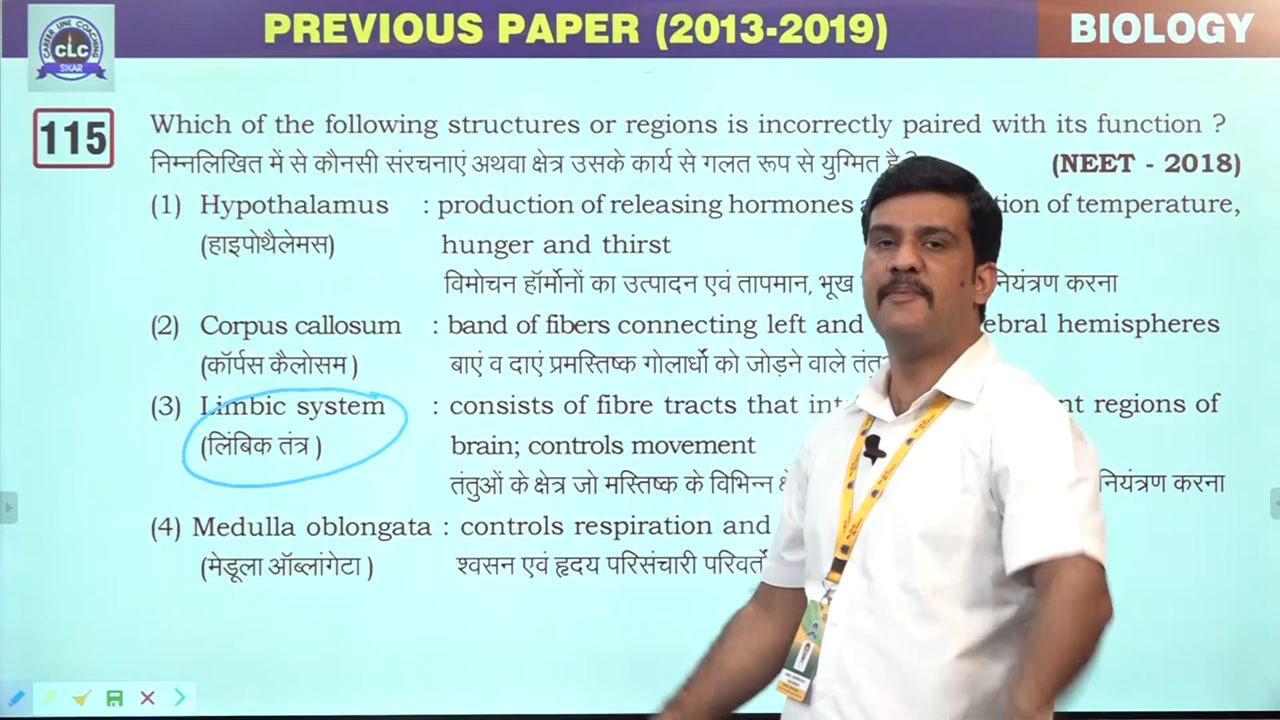 PREVIOUS PAPER (2013-2019)
BIOLOGY
CAREER LINE COACHING
CLC
SIKAR
115
Which of the following structures or regions is incorrectly paired with its function ?
निम्नलिखित में से कौनसी संरचनाएं अथवा क्षेत्र उसके कार्य से गलत रूप से युग्मित है ?
(NEET - 2018)
(1) Hypothalamus : production of releasing hormones tion of temperature,
(हाइपोथैलेमस) hunger and thirst
विमोचन हॉर्मोनों का उत्पादन एवं तापमान, भूख नियंत्रण करना
(2) Corpus callosum : band of fibers connecting left and ebral hemispheres
(कॉर्पस कैलोसम ) बाएं व दाएं प्रमस्तिष्क गोलार्धों को जोड़ने वाले
(3) Limbic system : consists of fibre tracts that int nt regions of
(लिंबिक तंत्र ) brain; controls movement
तंतुओं के क्षेत्र जो मस्तिष्क के विभिन्न नियंत्रण करना
(4) Medulla oblongata : controls respiration and
(मेडूला ऑब्लांगेटा ) श्वसन एवं हृदय परिसंचारी